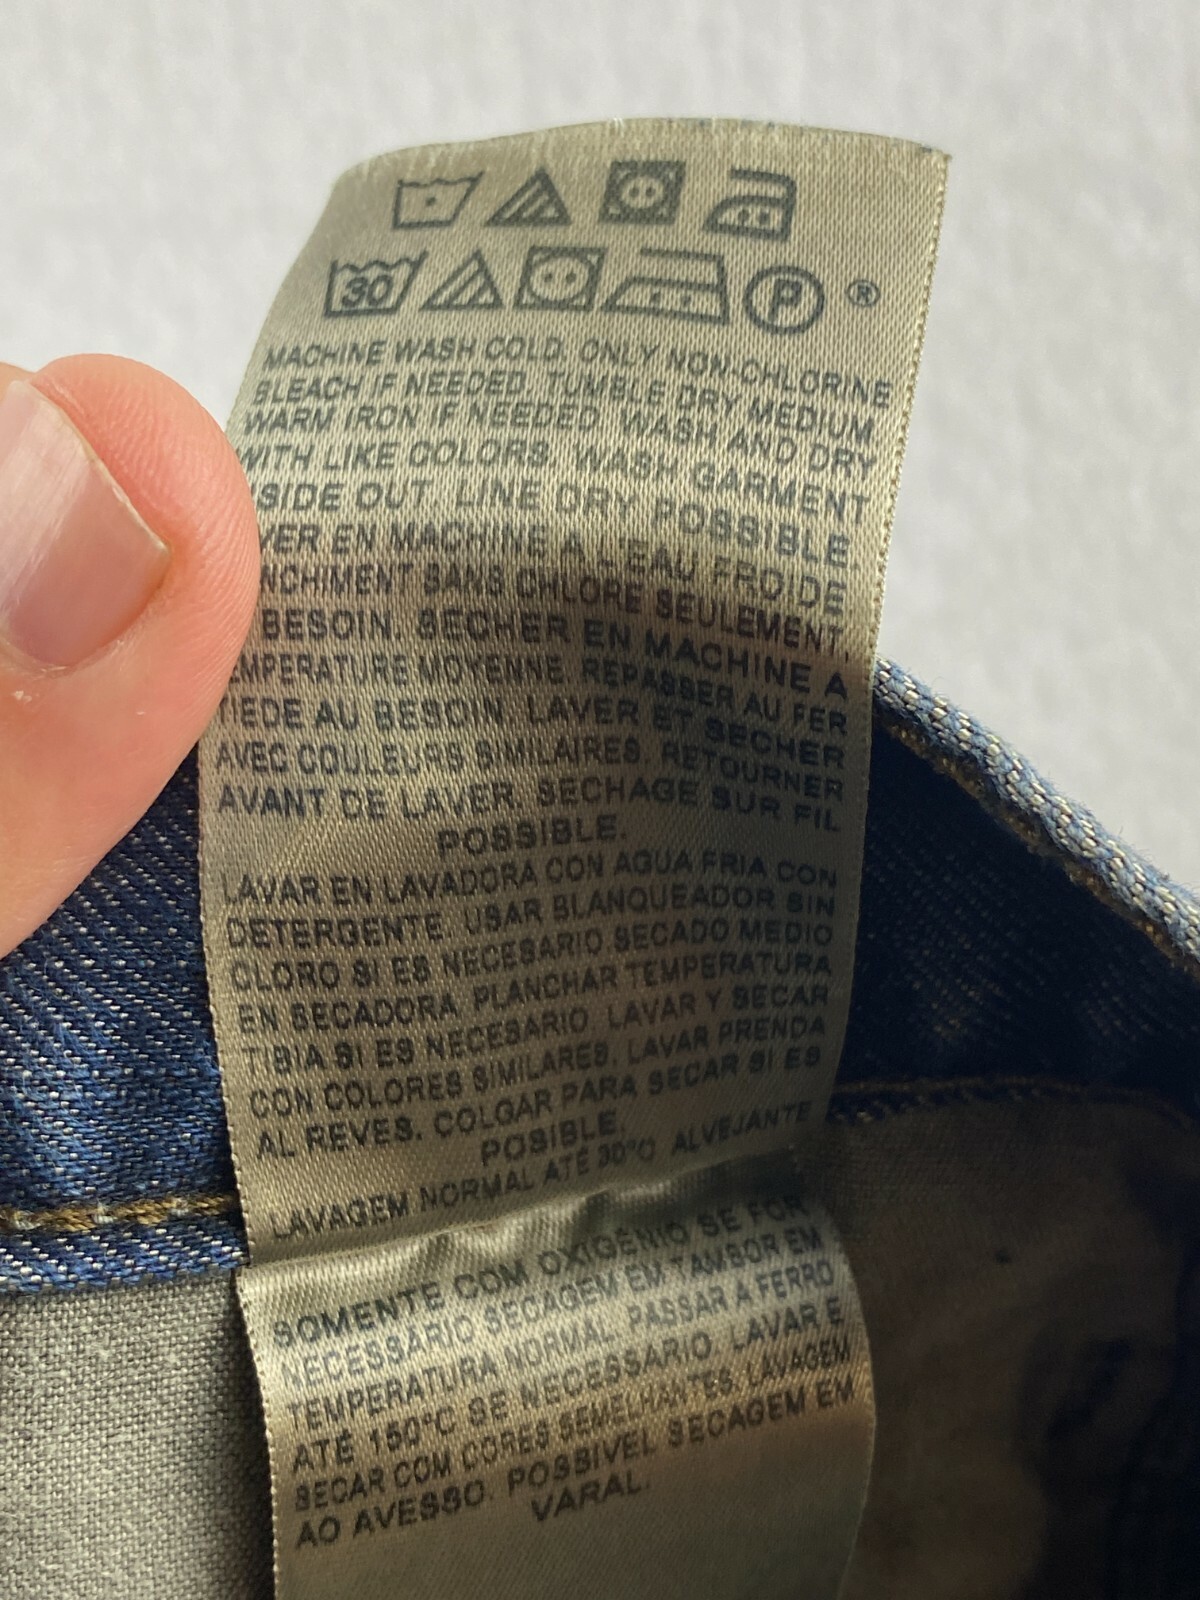 30
P ®
MACHINE WASH COLD. ONLY NON-CHLORINE
BLEACH IF NEEDED. TUMBLE DRY MEDIUM.
WARM IRON IF NEEDED. WASH AND DRY
WITH LIKE COLORS. WASH GARMENT
SIDE OUT. LINE DRY POSSIBLE
VER EN MACHINE A L'EAU FROIDE
NCHIMENT SANS CHLORE SEULEMENT,
BESOIN. SECHER EN MACHINE A
EMPERATURE MOYENNE. REPASSER AU FER
TIEDE AU BESOIN. LAVER ET SECHER
AVEC COULEURS SIMILAIRES. RETOURNER
AVANT DE LAVER. SECHAGE SUR FIL
POSSIBLE.
LAVAR EN LAVADORA CON AGUA FRIA CON
DETERGENTE. USAR BLANQUEADOR SIN
CLORO SI ES NECESARIO. SECADO MEDIO
EN SECADORA. PLANCHAR TEMPERATURA
TIBIA SI ES NECESARIO. LAVAR Y SECAR
CON COLORES SIMILARES. LAVAR PRENDA
AL REVES. COLGAR PARA SECAR SI ES
POSIBLE.
LAVAGEM NORMAL ATÉ 30°C ALVEJANTE
SOMENTE COM OXIGÊNIO SE FOR
NECESSÁRIO SECAGEM EM TAMBOR EM
TEMPERATURA NORMAL. PASSAR A FERRO
ATÉ 150°C SE NECESSARIO. LAVAR E
SECAR COM CORES SEMELHANTES. LAVAGEM
AO AVESSO. POSSIVEL SECAGEM EM
VARAL.